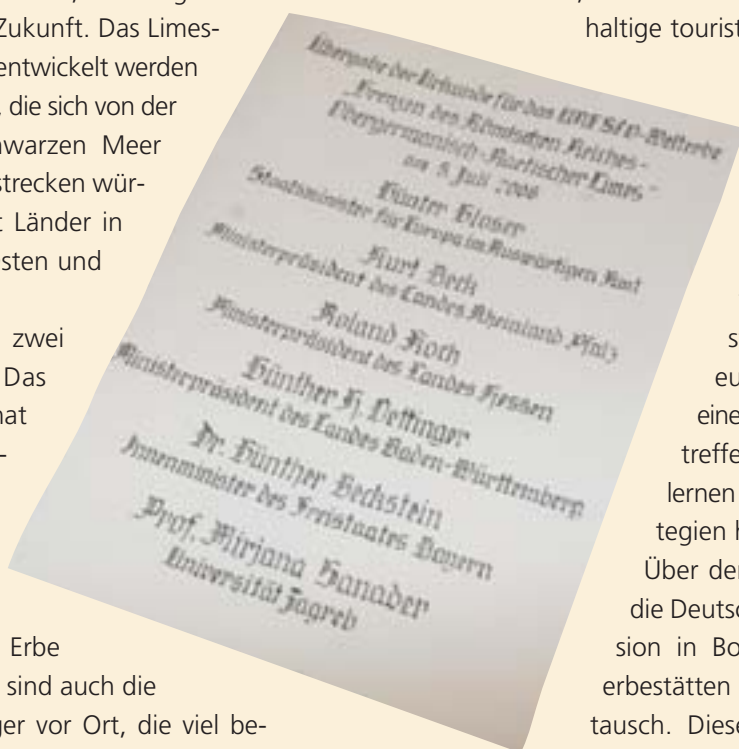 Zukunft. Das Limes-
entwickelt werden
, die sich von der
warzen Meer
strecken wür-
Länder in
sten und
zwei
Das
Erbe
sind auch die
ger vor Ort, die viel be-
Übergabe der Urkunde für das UNESCO-Welterbe
Grenzen des Römischen Reiches -
Obergermanisch-Raetischer Limes -
am Juli 2006
Günter Gloser
Staatsminister für Europa im Auswärtigen Amt
Kurt Beck
Ministerpräsident des Landes Rheinland Pfalz
Roland Koch
Ministerpräsident des Landes Hessen
Günther H. Oettinger
Ministerpräsident des Landes Baden-Württemberg
Dr. Günther Beckstein
Innenminister des Freistaates Bayern
Prof. Mirjana Sanader
Universität Zagreb
haltige tourist
s
eu
eine
treffe
lernen
tegien h
Über de
die Deutsc
sion in Bo
erbestätten
tausch. Diese